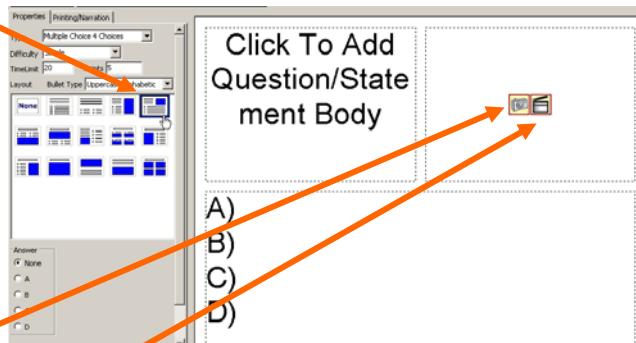 Properties Printing/Narration
Multiple Choice 4 Choices
Difficulty
TimeLimit 20 5
Layout Bullet Type Uppercase
None
Answer
None
A
B
D
Click To Add
Question/State
ment Body
A)
B)
C)
D)